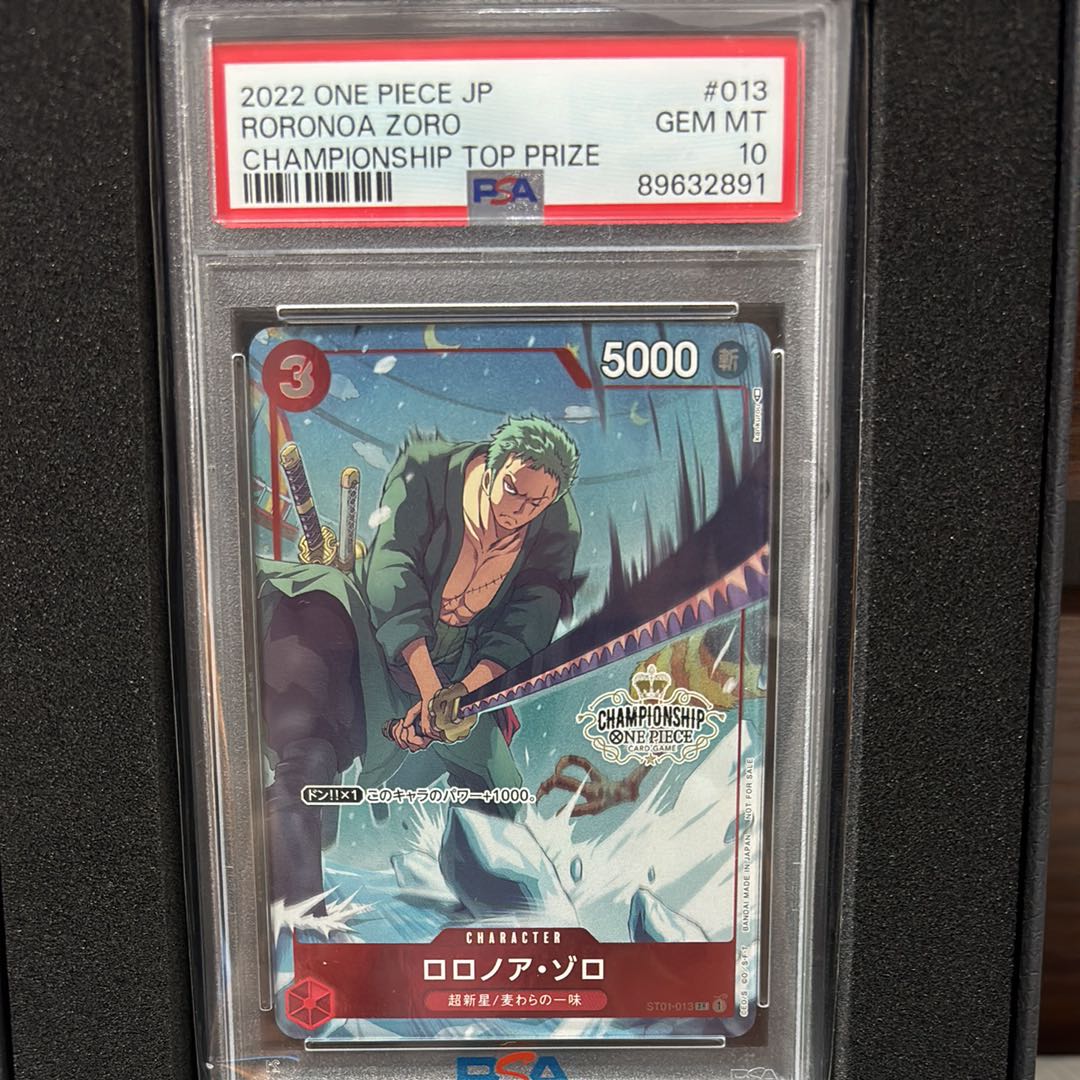 2022 ONE PIECE JP #013
RORONOA ZORO GEM MT
CHAMPIONSHIP TOP PRIZE 10
PSA 89632891
3 5000 斬
CHAMPIONSHIP
ONE PIECE
CARD GAME
ドン!!×1 このキャラのパワー+1000。
BANDAI MADE IN JAPAN NOT FOR SALE
CHARACTER
ロロノア・ゾロ
超新星/麦わらの一味
ST01-013 SR 1
PSA